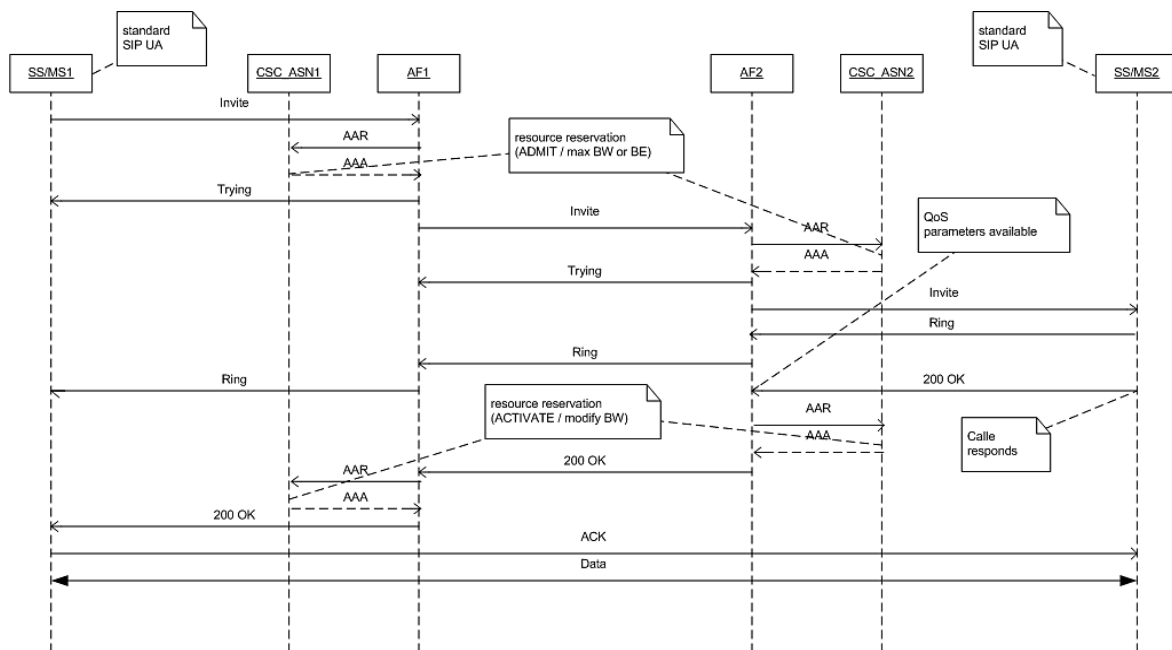 standard
SIP UA
standard
SIP UA
SS/MS1
CSC_ASN1
AF1
AF2
CSC_ASN2
SS/MS2
Invite
AAR
resource reservation
(ADMIT / max BW or BE)
AAA
Trying
Invite
QoS
parameters available
AAR
AAA
Trying
Invite
Ring
Ring
Ring
200 OK
resource reservation
(ACTIVATE / modify BW)
AAR
Calle
responds
AAA
200 OK
AAR
AAA
200 OK
ACK
Data